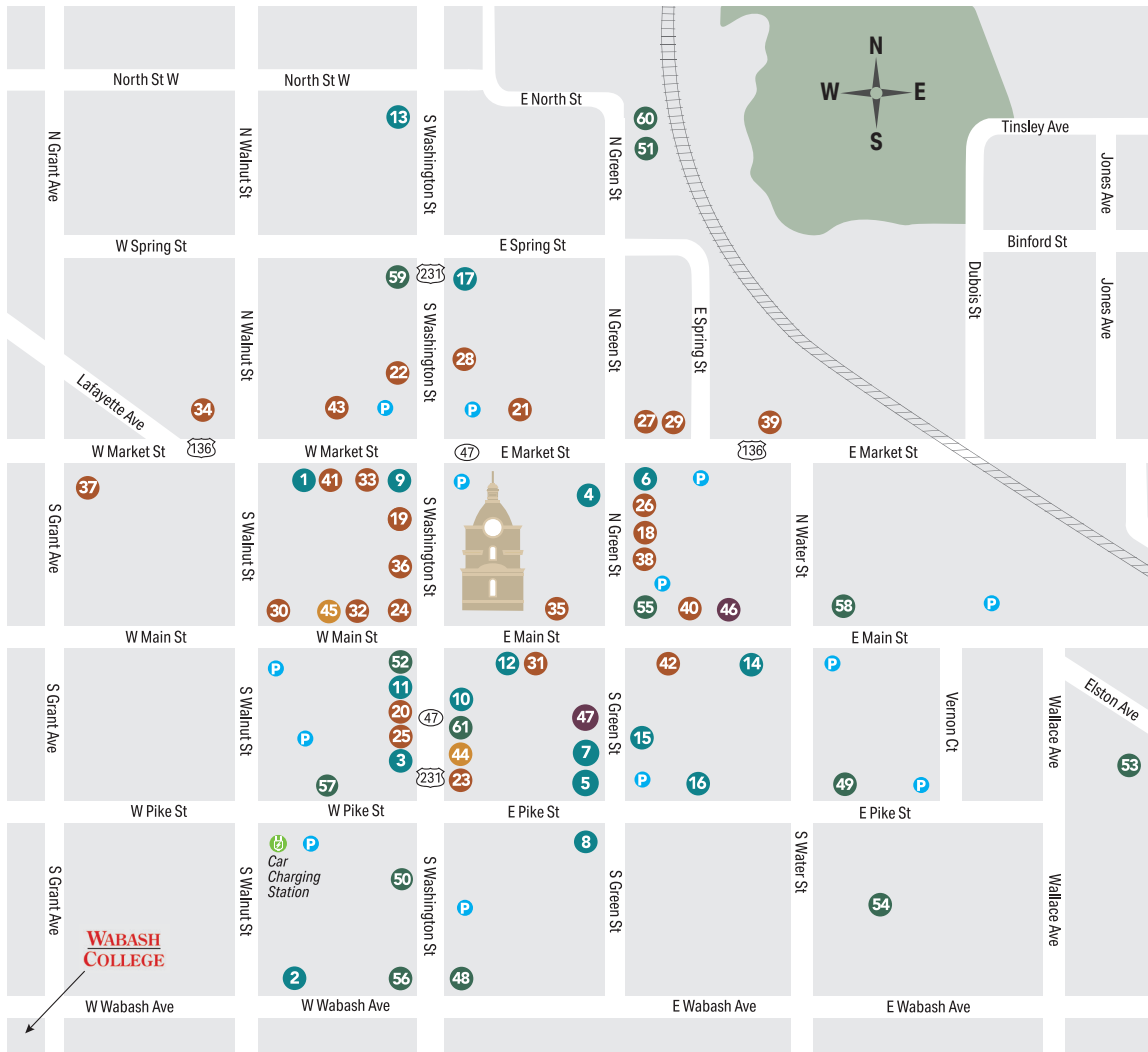 N
W E
S
North St W
North St W
E North St
Tinsley Ave
13
60
51
N Grant Ave
N Walnut St
S Washington St
N Green St
Jones Ave
W Spring St
E Spring St
Binford St
59
231
17
N Walnut St
S Washington St
N Green St
E Spring St
Dubois St
Jones Ave
28
22
Lafayette Ave
34
43
P
P
21
27
29
39
136
W Market St
W Market St
47
E Market St
136
E Market St
37
1
41
33
9
P
4
6
P
19
26
18
36
38
S Grant Ave
S Walnut St
S Washington St
N Green St
N Water St
P
30
45
32
24
35
55
40
46
58
P
W Main St
W Main St
E Main St
E Main St
P
52
12
31
42
14
P
11
10
20
47
61
47
25
44
15
P
3
7
53
57
231
23
5
P
16
49
P
S Grant Ave
S Walnut St
S Green St
Vernon Ct
Wallace Ave
Elston Ave
W Pike St
W Pike St
E Pike St
E Pike St
P
8
Car
Charging
Station
50
P
54
S Grant Ave
S Walnut St
S Washington St
S Green St
S Water St
Wallace Ave
WABASH
COLLEGE
2
56
48
W Wabash Ave
W Wabash Ave
E Wabash Ave
E Wabash Ave